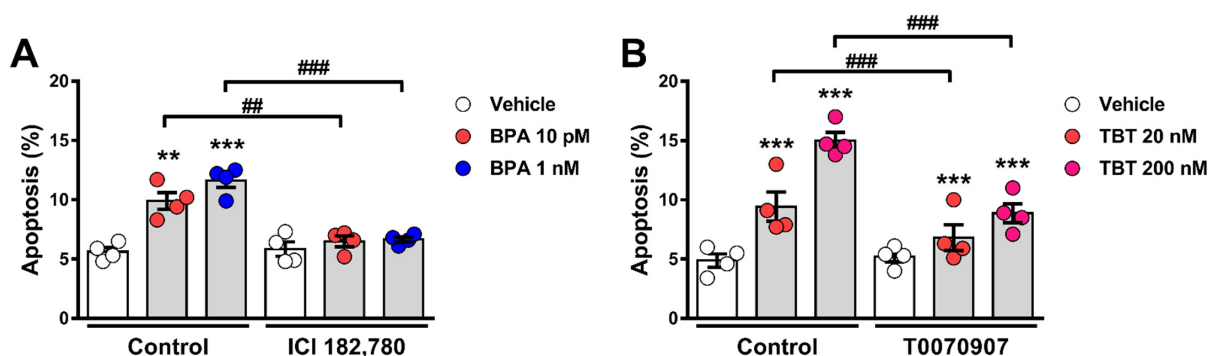 A
Apoptosis (%)
20
15
10
5
0
**
***
##
###
Vehicle
BPA 10 pM
BPA 1 nM
Control
ICI 182,780
B
Apoptosis (%)
20
15
10
5
0
***
***
***
***
###
###
Vehicle
TBT 20 nM
TBT 200 nM
Control
T0070907